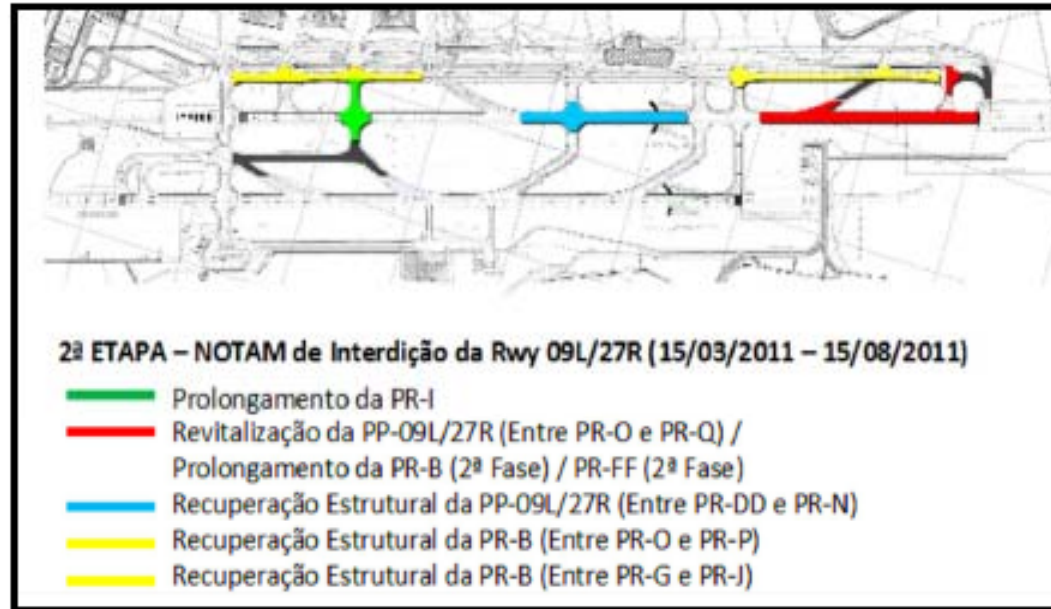 2ª ETAPA – NOTAM de Interdição da Rwy 09L/27R (15/03/2011 – 15/08/2011)
Prolongamento da PR-I
Revitalização da PP-09L/27R (Entre PR-O e PR-Q) /
Prolongamento da PR-B (2ª Fase) / PR-FF (2ª Fase)
Recuperação Estrutural da PP-09L/27R (Entre PR-DD e PR-N)
Recuperação Estrutural da PR-B (Entre PR-O e PR-P)
Recuperação Estrutural da PR-B (Entre PR-G e PR-J)